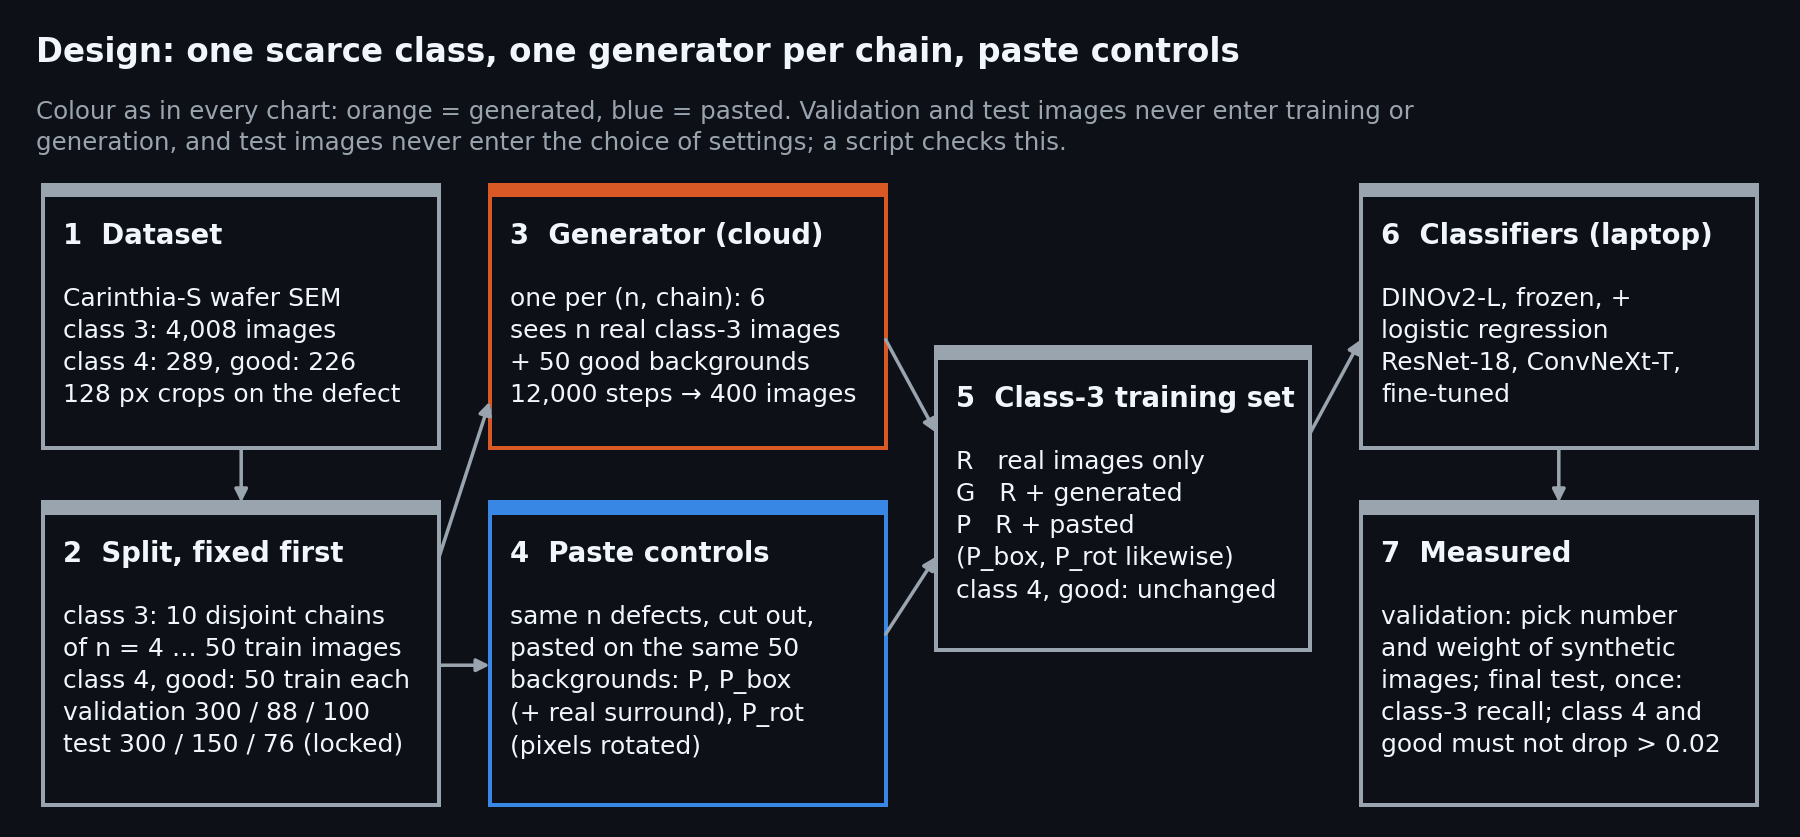 Design: one scarce class, one generator per chain, paste controls
Colour as in every chart: orange = generated, blue = pasted. Validation and test images never enter training or
generation, and test images never enter the choice of settings; a script checks this.
1 Dataset
Carinthia-S wafer SEM
class 3: 4,008 images
class 4: 289, good: 226
128 px crops on the defect
2 Split, fixed first
class 3: 10 disjoint chains
of n = 4 … 50 train images
class 4, good: 50 train each
validation 300 / 88 / 100
test 300 / 150 / 76 (locked)
3 Generator (cloud)
one per (n, chain): 6
sees n real class-3 images
+ 50 good backgrounds
12,000 steps → 400 images
4 Paste controls
same n defects, cut out,
pasted on the same 50
backgrounds: P, P_box
(+ real surround), P_rot
(pixels rotated)
5 Class-3 training set
R real images only
G R + generated
P R + pasted
(P_box, P_rot likewise)
class 4, good: unchanged
6 Classifiers (laptop)
DINOv2-L, frozen, +
logistic regression
ResNet-18, ConvNeXt-T,
fine-tuned
7 Measured
validation: pick number
and weight of synthetic
images; final test, once:
class-3 recall; class 4 and
good must not drop > 0.02